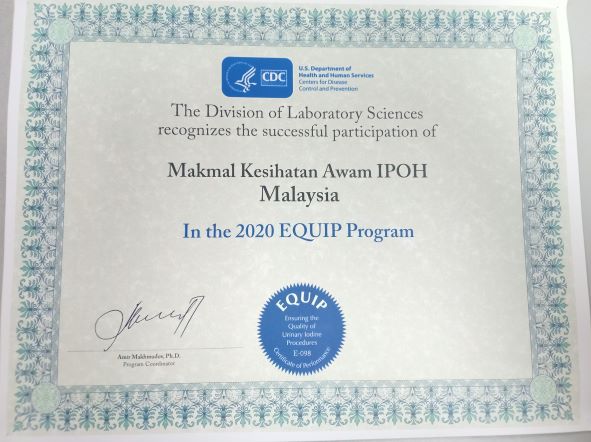 CDC
U.S. Department of
Health and Human Services
Centers for Disease
Control and Prevention
The Division of Laboratory Sciences
recognizes the successful participation of
Makmal Kesihatan Awam IPOH
Malaysia
In the 2020 EQUIP Program
Amir Makhmudov, Ph.D.
Program Coordinator
EQUIP
Ensuring the
Quality of
Urinary Iodine
Procedures
E-098
Certificate of Performance